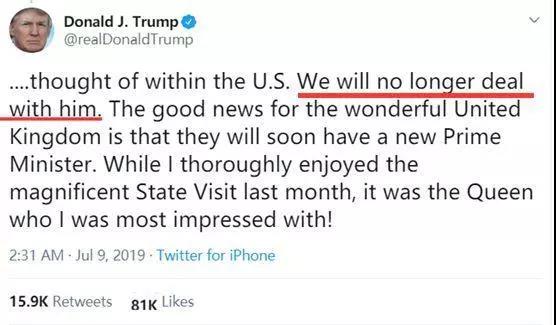 Donald J. Trump
@realDonaldTrump
....thought of within the U.S. We will no longer deal
with him. The good news for the wonderful United
Kingdom is that they will soon have a new Prime
Minister. While I thoroughly enjoyed the
magnificent State Visit last month, it was the Queen
who I was most impressed with!
2:31 AM · Jul 9, 2019 · Twitter for iPhone
15.9K Retweets 81K Likes